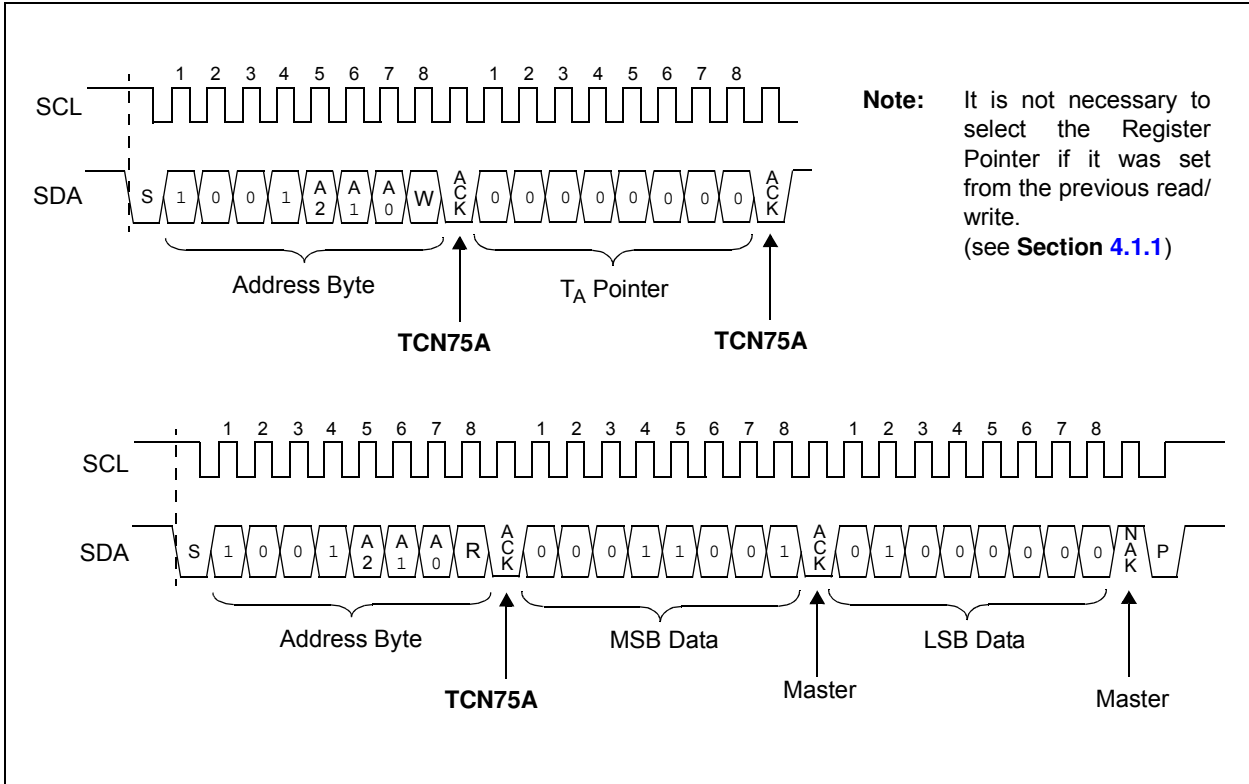 1 2 3 4 5 6 7 8 1 2 3 4 5 6 7 8
SCL
SDA
S 1 0 0 1 A2 A1 A0 W ACK 0 0 0 0 0 0 0 0 ACK
Address Byte
TA Pointer
TCN75A
TCN75A
Note: It is not necessary to
select the Register
Pointer if it was set
from the previous read/
write.
(see Section 4.1.1)
1 2 3 4 5 6 7 8 1 2 3 4 5 6 7 8 1 2 3 4 5 6 7 8
SCL
SDA
S 1 0 0 1 A2 A1 A0 R ACK 0 0 0 1 1 0 0 1 ACK 0 1 0 0 0 0 0 0 NAK P
Address Byte
MSB Data
LSB Data
TCN75A
Master
Master